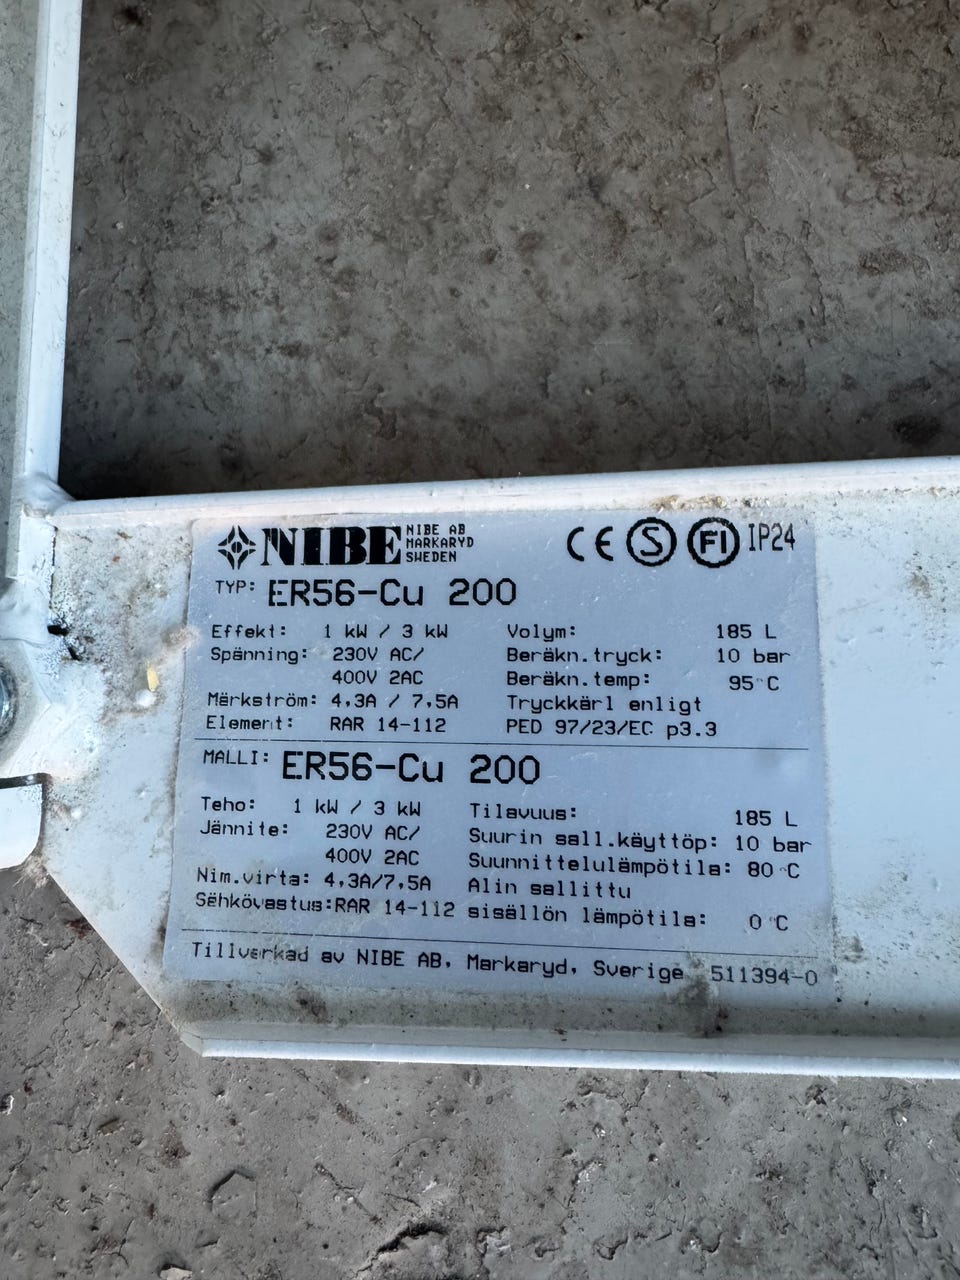 NIBE NIBE AB
MARKARYD
SWEDEN
CE S FI IP24
TYP: ER56-Cu 200
Effekt: 1 kW / 3 kW
Spänning: 230V AC/
400V 2AC
Märkström: 4,3A / 7,5A
Element: RAR 14-112
Volym: 185 L
Beräkn.tryck: 10 bar
Beräkn.temp: 95°C
Tryckkärl enligt
PED 97/23/EC p3.3
MALLI: ER56-Cu 200
Teho: 1 kW / 3 kW
Jännite: 230V AC/
400V 2AC
Nim.virta: 4,3A/7,5A
Sähkövastus:RAR 14-112
Tilavuus: 185 L
Suurin sall.käyttöp: 10 bar
Suunnittelulämpötila: 80°C
Alin sallittu
sisällön lämpötila: 0°C
Tillverkad av NIBE AB, Markaryd, Sverige 511394-0